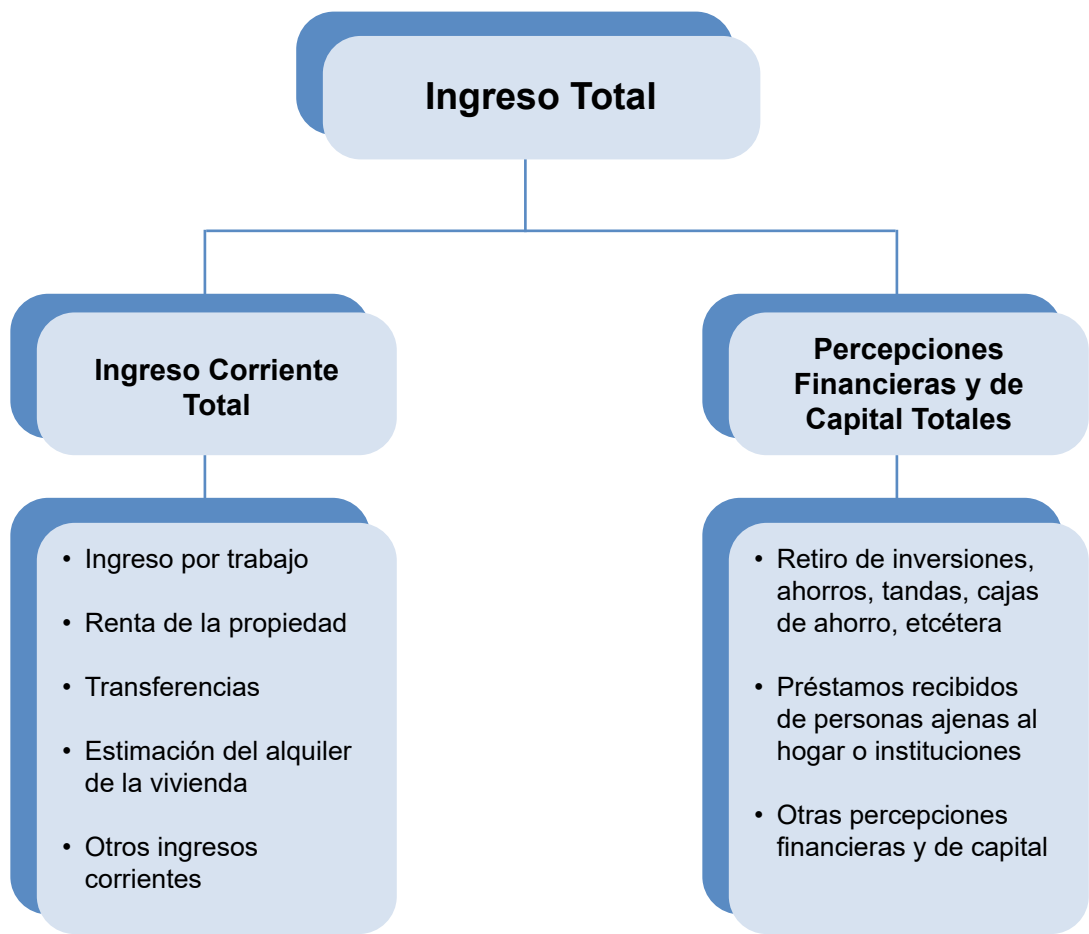 Ingreso Total
Ingreso Corriente
Total
• Ingreso por trabajo
• Renta de la propiedad
• Transferencias
• Estimación del alquiler
de la vivienda
• Otros ingresos
corrientes
Percepciones
Financieras y de
Capital Totales
• Retiro de inversiones,
ahorros, tandas, cajas
de ahorro, etcétera
• Préstamos recibidos
de personas ajenas al
hogar o instituciones
• Otras percepciones
financieras y de capital